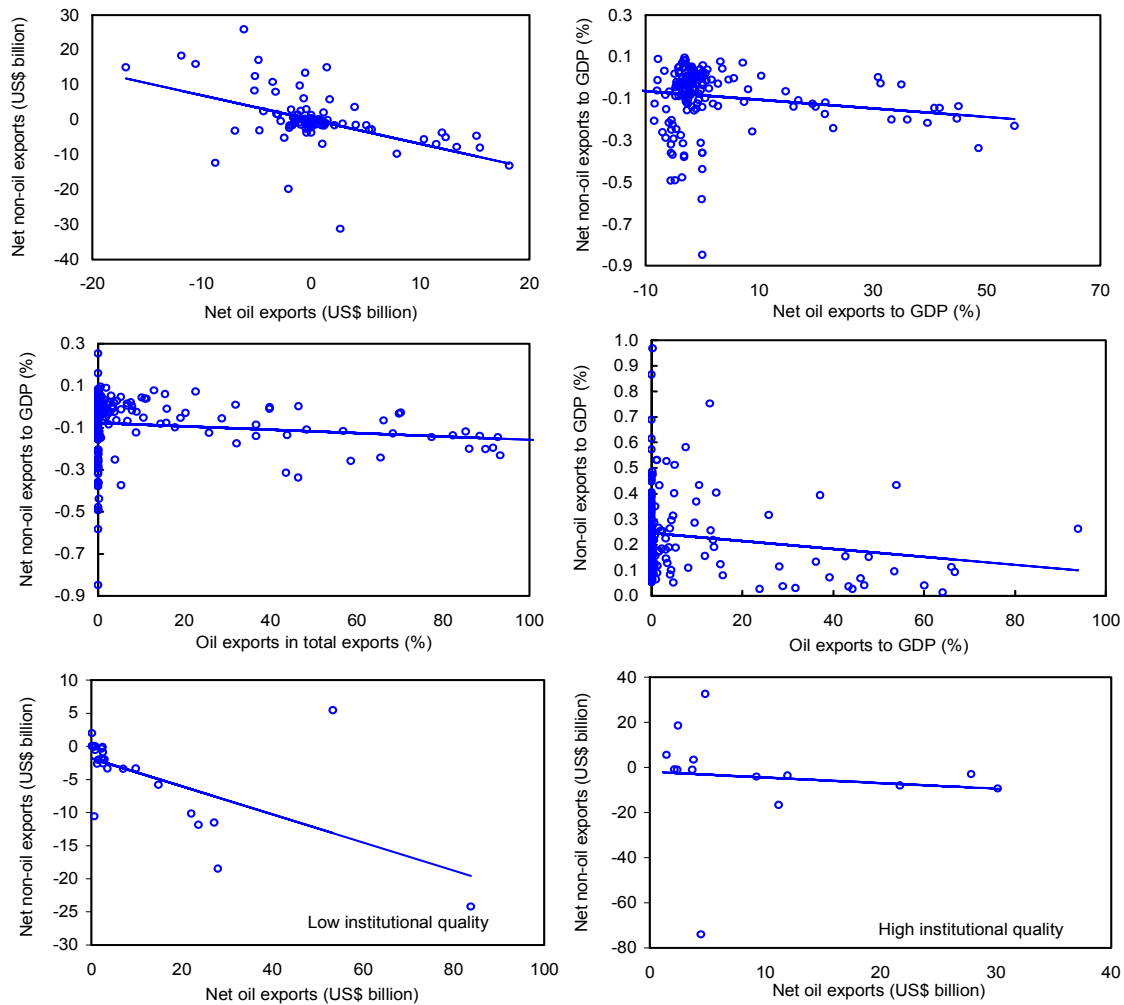 Net non-oil exports (US$ billion)
30
20
10
0
-10
-20
-30
-40
-20 -10 0 10 20
Net oil exports (US$ billion)
Net non-oil exports to GDP (%)
0.3
0.1
-0.1
-0.3
-0.5
-0.7
-0.9
-10 10 30 50 70
Net oil exports to GDP (%)
Net non-oil exports to GDP (%)
0.3
0.1
-0.1
-0.3
-0.5
-0.7
-0.9
0 20 40 60 80 100
Oil exports in total exports (%)
Non-oil exports to GDP (%)
1.0
0.9
0.8
0.7
0.6
0.5
0.4
0.3
0.2
0.1
0.0
0 20 40 60 80 100
Oil exports to GDP (%)
Net non-oil exports (US$ billion)
10
5
0
-5
-10
-15
-20
-25
-30
Low institutional quality
0 20 40 60 80 100
Net oil exports (US$ billion)
Net non-oil exports (US$ billion)
40
20
0
-20
-40
-60
-80
High institutional quality
0 10 20 30 40
Net oil exports (US$ billion)